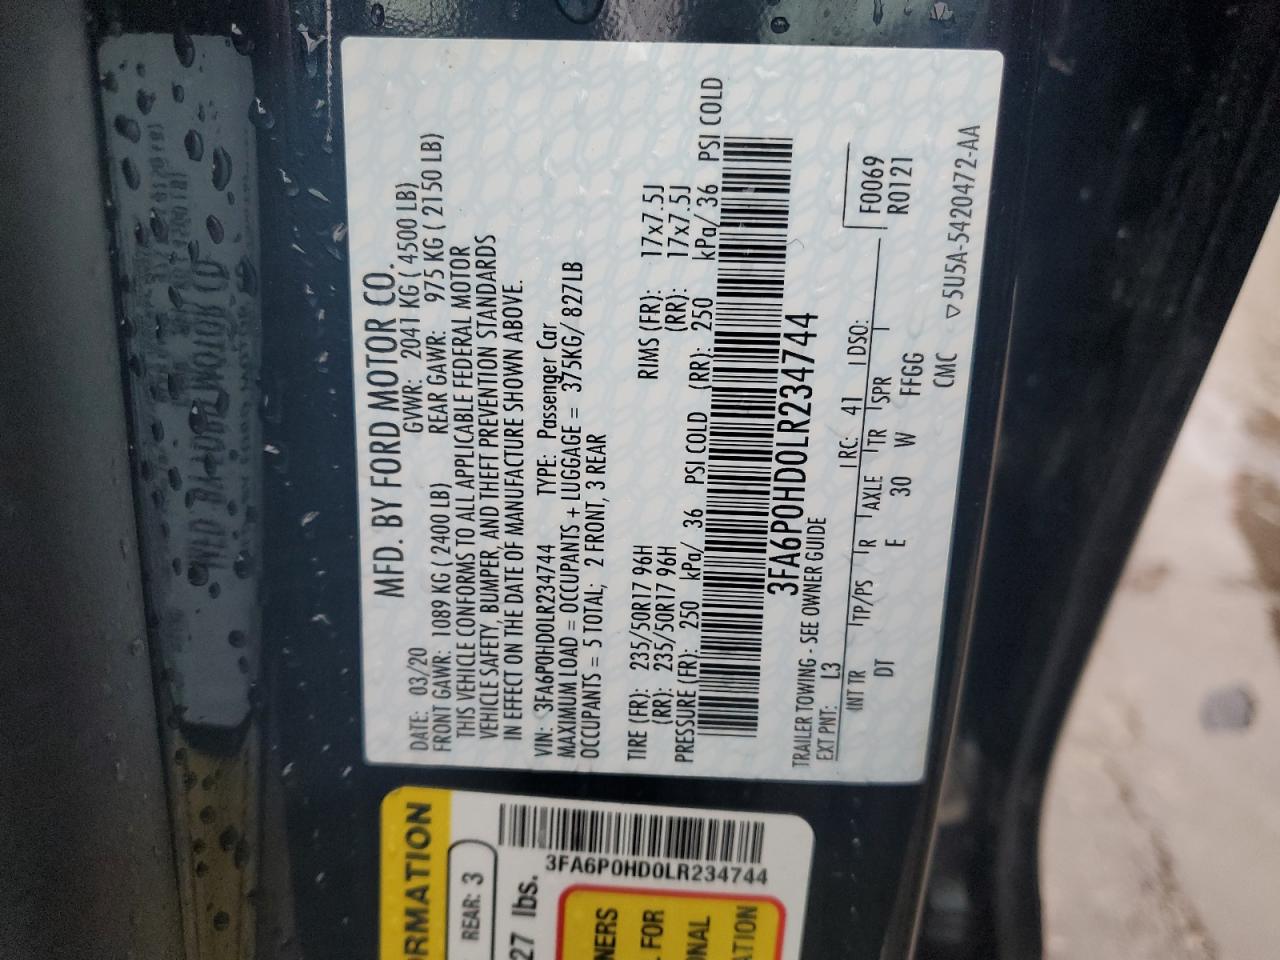 MFD. BY FORD MOTOR CO.
DATE: 03/20 GVWR: 2041 KG ( 4500 LB)
FRONT GAWR: 1089 KG ( 2400 LB) REAR GAWR: 975 KG ( 2150 LB)
THIS VEHICLE CONFORMS TO ALL APPLICABLE FEDERAL MOTOR
VEHICLE SAFETY, BUMPER, AND THEFT PREVENTION STANDARDS
IN EFFECT ON THE DATE OF MANUFACTURE SHOWN ABOVE.
VIN: 3FA6P0HD0LR234744 TYPE: Passenger Car
MAXIMUM LOAD = OCCUPANTS + LUGGAGE = 375KG/ 827LB
OCCUPANTS = 5 TOTAL: 2 FRONT, 3 REAR
TIRE (FR): 235/50R17 96H RIMS (FR): 17x7.5J
(RR): 235/50R17 96H (RR): 17x7.5J
PRESSURE (FR): 250 kPa/ 36 PSI COLD (RR): 250 kPa/ 36 PSI COLD
3FA6P0HD0LR234744
TRAILER TOWING - SEE OWNER GUIDE
EXT PNT: L3 RC: 41 DSO:
F0069
R0121
INT TR TP/PS R AXLE TR SPR
DT E 30 W FFGG
CMC ▽5U5A-5420472-AA
RMATION
REAR: 3
27 lbs.
3FA6P0HD0LR234744
NERS
FOR
ONAL
ATION